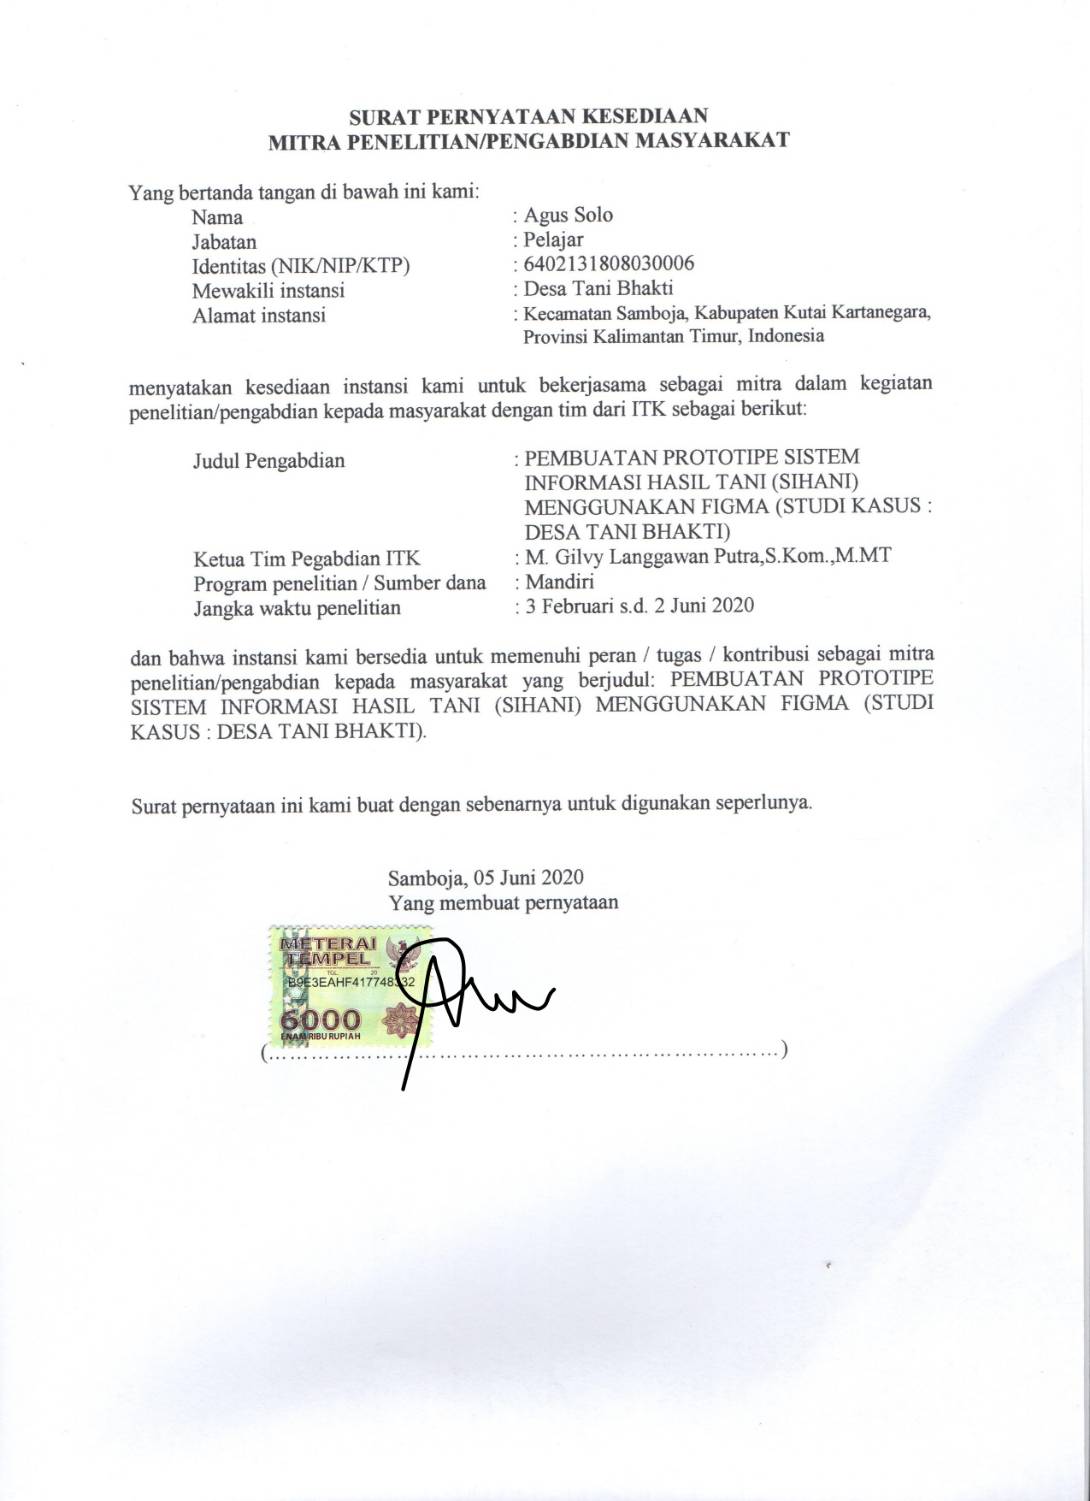 SURAT PERNYATAAN KESEDIAAN
MITRA PENELITIAN/PENGABDIAN MASYARAKAT
Yang bertanda tangan di bawah ini kami:
Nama : Agus Solo
Jabatan : Pelajar
Identitas (NIK/NIP/KTP) : 6402131808030006
Mewakili instansi : Desa Tani Bhakti
Alamat instansi : Kecamatan Samboja, Kabupaten Kutai Kartanegara,
Provinsi Kalimantan Timur, Indonesia
menyatakan kesediaan instansi kami untuk bekerjasama sebagai mitra dalam kegiatan
penelitian/pengabdian kepada masyarakat dengan tim dari ITK sebagai berikut:
Judul Pengabdian : PEMBUATAN PROTOTIPE SISTEM
INFORMASI HASIL TANI (SIHANI)
MENGGUNAKAN FIGMA (STUDI KASUS :
DESA TANI BHAKTI)
Ketua Tim Pegabdian ITK : M. Gilvy Langgawan Putra,S.Kom.,M.MT
Program penelitian / Sumber dana : Mandiri
Jangka waktu penelitian : 3 Februari s.d. 2 Juni 2020
dan bahwa instansi kami bersedia untuk memenuhi peran / tugas / kontribusi sebagai mitra
penelitian/pengabdian kepada masyarakat yang berjudul: PEMBUATAN PROTOTIPE
SISTEM INFORMASI HASIL TANI (SIHANI) MENGGUNAKAN FIGMA (STUDI
KASUS : DESA TANI BHAKTI).
Surat pernyataan ini kami buat dengan sebenarnya untuk digunakan seperlunya.
Samboja, 05 Juni 2020
Yang membuat pernyataan
METERAI
TEMPEL
TGL. 20
B9E3EAHF417748332
6000
ENAM RIBU RUPIAH
(........................................................................)